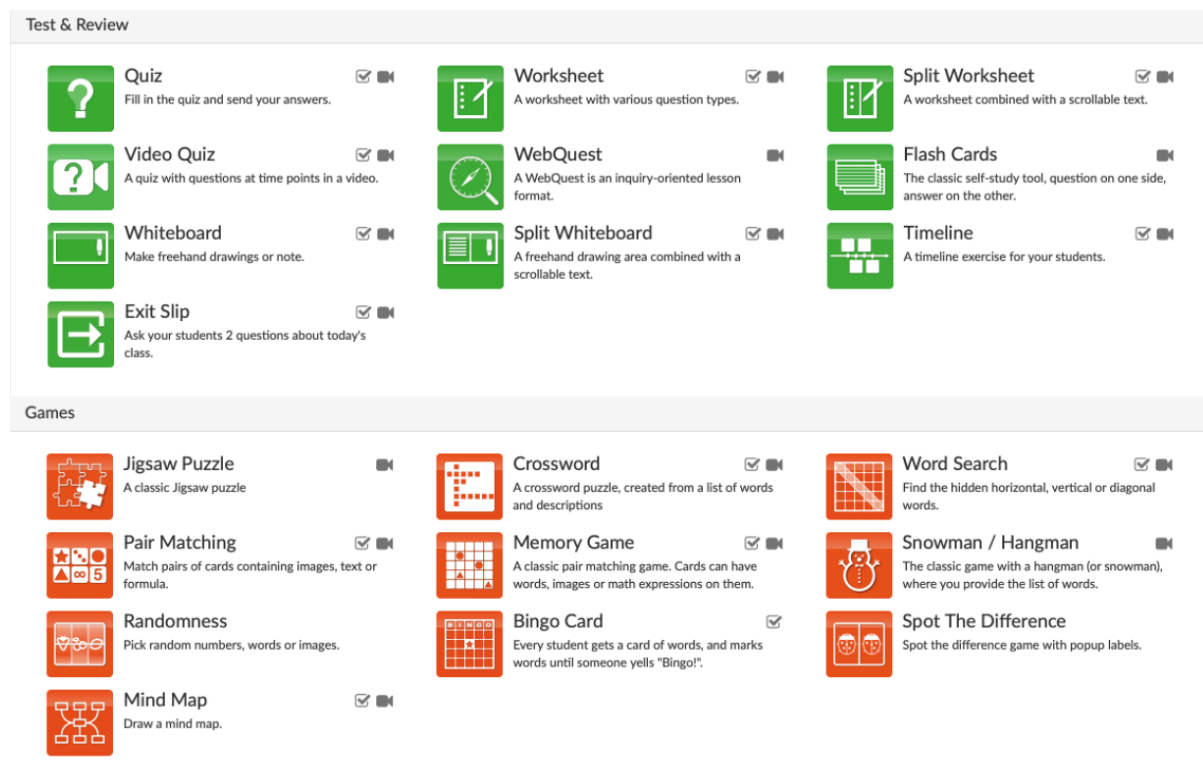 Test & Review
Quiz
Fill in the quiz and send your answers.
Worksheet
A worksheet with various question types.
Split Worksheet
A worksheet combined with a scrollable text.
Video Quiz
A quiz with questions at time points in a video.
WebQuest
A WebQuest is an inquiry-oriented lesson
format.
Flash Cards
The classic self-study tool, question on one side,
answer on the other.
Whiteboard
Make freehand drawings or note.
Split Whiteboard
A freehand drawing area combined with a
scrollable text.
Timeline
A timeline exercise for your students.
Exit Slip
Ask your students 2 questions about today's
class.
Games
Jigsaw Puzzle
A classic Jigsaw puzzle
Crossword
A crossword puzzle, created from a list of words
and descriptions
Word Search
Find the hidden horizontal, vertical or diagonal
words.
Pair Matching
Match pairs of cards containing images, text or
formula.
Memory Game
A classic pair matching game. Cards can have
words, images or math expressions on them.
Snowman / Hangman
The classic game with a hangman (or snowman),
where you provide the list of words.
Randomness
Pick random numbers, words or images.
BINGO
Bingo Card
Every student gets a card of words, and marks
words until someone yells "Bingo!".
Spot The Difference
Spot the difference game with popup labels.
Mind Map
Draw a mind map.